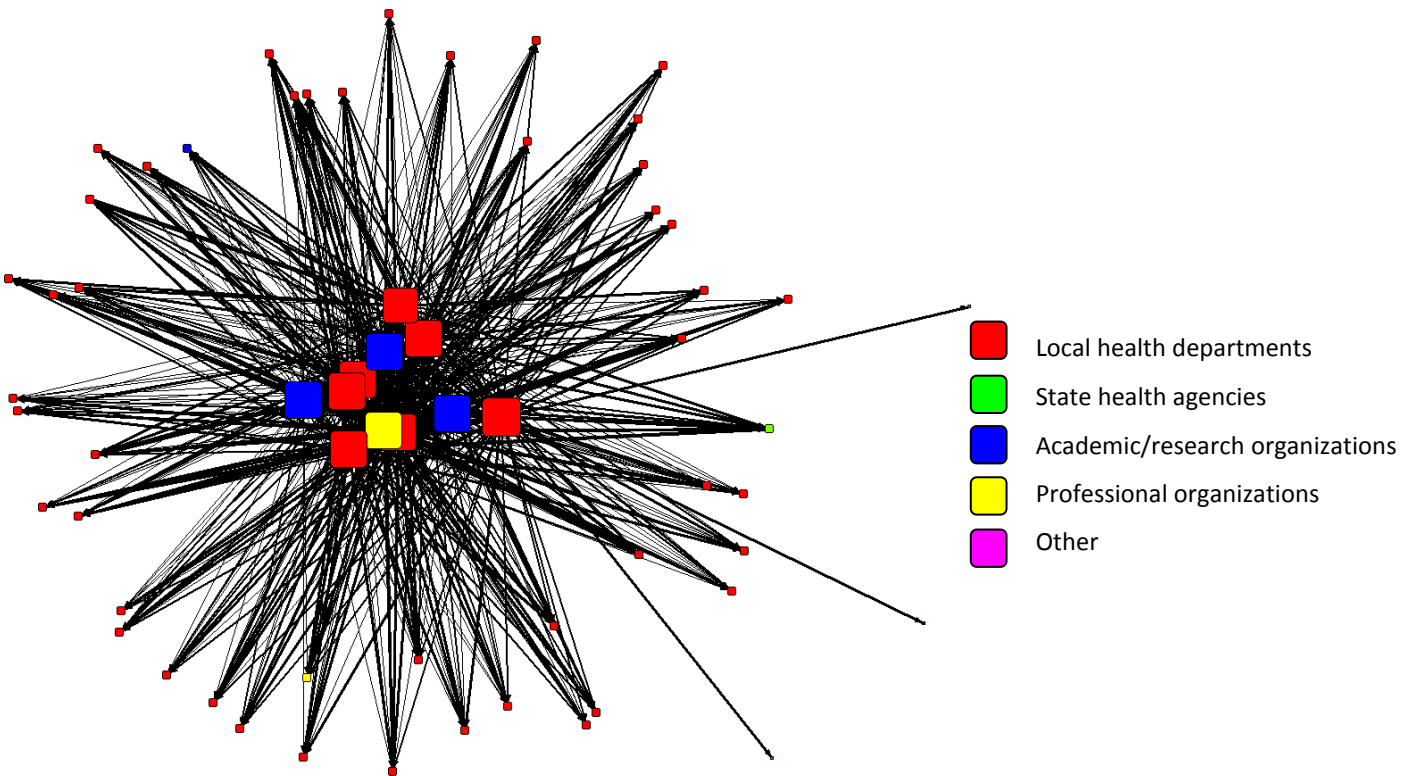 Local health departments
State health agencies
Academic/research organizations
Professional organizations
Other